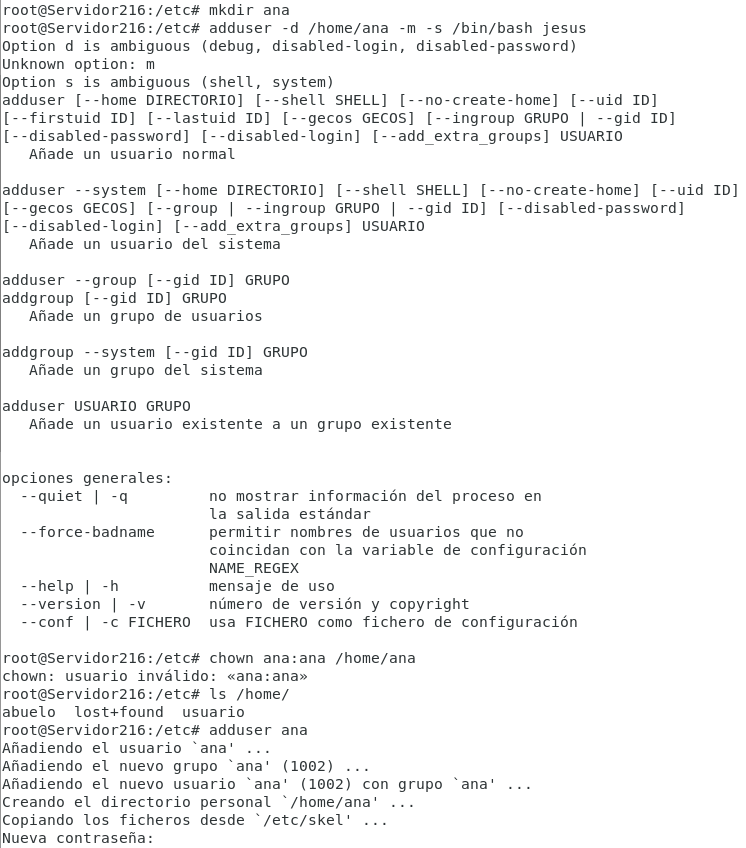 root@Servidor216:/etc# mkdir ana
root@Servidor216:/etc# adduser -d /home/ana -m -s /bin/bash jesus
Option d is ambiguous (debug, disabled-login, disabled-password)
Unknown option: m
Option s is ambiguous (shell, system)
adduser [--home DIRECTORIO] [--shell SHELL] [--no-create-home] [--uid ID]
[--firstuid ID] [--lastuid ID] [--gecos GECOS] [--ingroup GRUPO | --gid ID]
[--disabled-password] [--disabled-login] [--add_extra_groups] USUARIO
   Añade un usuario normal

adduser --system [--home DIRECTORIO] [--shell SHELL] [--no-create-home] [--uid ID]
[--gecos GECOS] [--group | --ingroup GRUPO | --gid ID] [--disabled-password]
[--disabled-login] [--add_extra_groups] USUARIO
   Añade un usuario del sistema

adduser --group [--gid ID] GRUPO
addgroup [--gid ID] GRUPO
   Añade un grupo de usuarios

addgroup --system [--gid ID] GRUPO
   Añade un grupo del sistema

adduser USUARIO GRUPO
   Añade un usuario existente a un grupo existente

opciones generales:
  --quiet | -q         no mostrar información del proceso en
                       la salida estándar
  --force-badname      permitir nombres de usuarios que no
                       coincidan con la variable de configuración
                       NAME_REGEX
  --help | -h          mensaje de uso
  --version | -v       número de versión y copyright
  --conf | -c FICHERO  usa FICHERO como fichero de configuración

root@Servidor216:/etc# chown ana:ana /home/ana
chown: usuario inválido: «ana:ana»
root@Servidor216:/etc# ls /home/
abuelo  lost+found  usuario
root@Servidor216:/etc# adduser ana
Añadiendo el usuario `ana' ...
Añadiendo el nuevo grupo `ana' (1002) ...
Añadiendo el nuevo usuario `ana' (1002) con grupo `ana' ...
Creando el directorio personal `/home/ana' ...
Copiando los ficheros desde `/etc/skel' ...
Nueva contraseña: